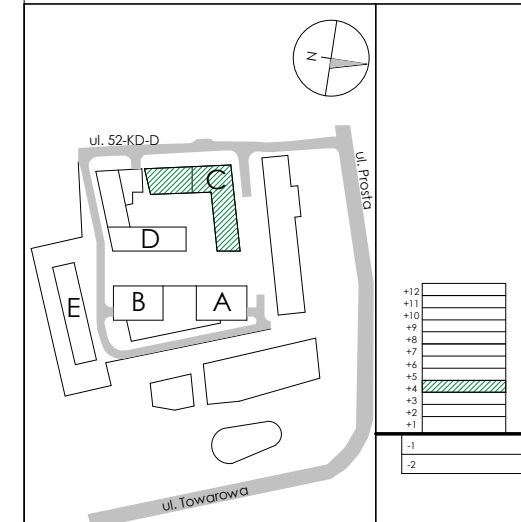 N
ul. 52-KD-D
ul. Prosta
C
D
E
B
A
ul. Towarowa
+12
+11
+10
+9
+8
+7
+6
+5
+4
+3
+2
+1
-1
-2